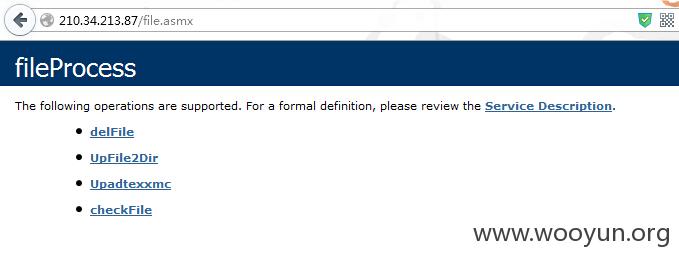 210.34.213.87/file.asmx
fileProcess
The following operations are supported. For a formal definition, please review the Service Description.
delFile
UpFile2Dir
Upadtexxmc
checkFile
www.wooyun.org